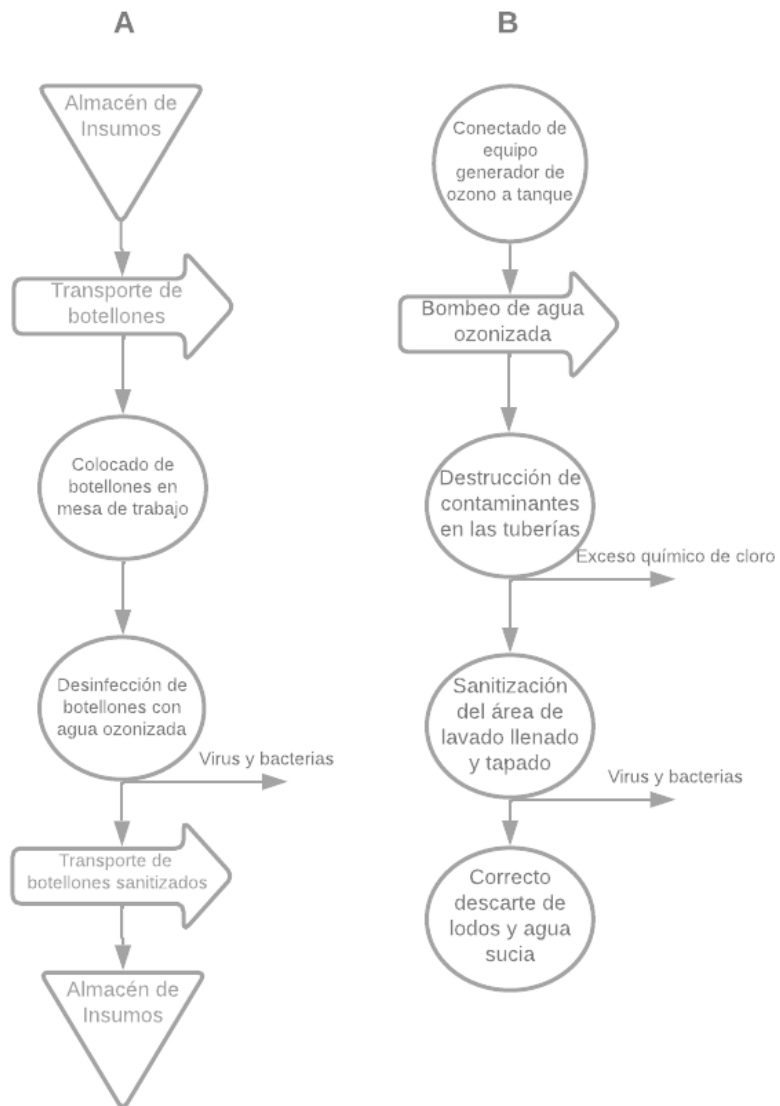 A
Almacén de
Insumos
Transporte de
botellones
Colocado de
botellones en
mesa de trabajo
Desinfección de
botellones con
agua ozonizada
Virus y bacterias
Transporte de
botellones sanitizados
Almacén de
Insumos
B
Conectado de
equipo
generador de
ozono a tanque
Bombeo de agua
ozonizada
Destrucción de
contaminantes
en las tuberías
Exceso químico de cloro
Sanitización
del área de
lavado llenado
y tapado
Virus y bacterias
Correcto
descarte de
lodos y agua
sucia